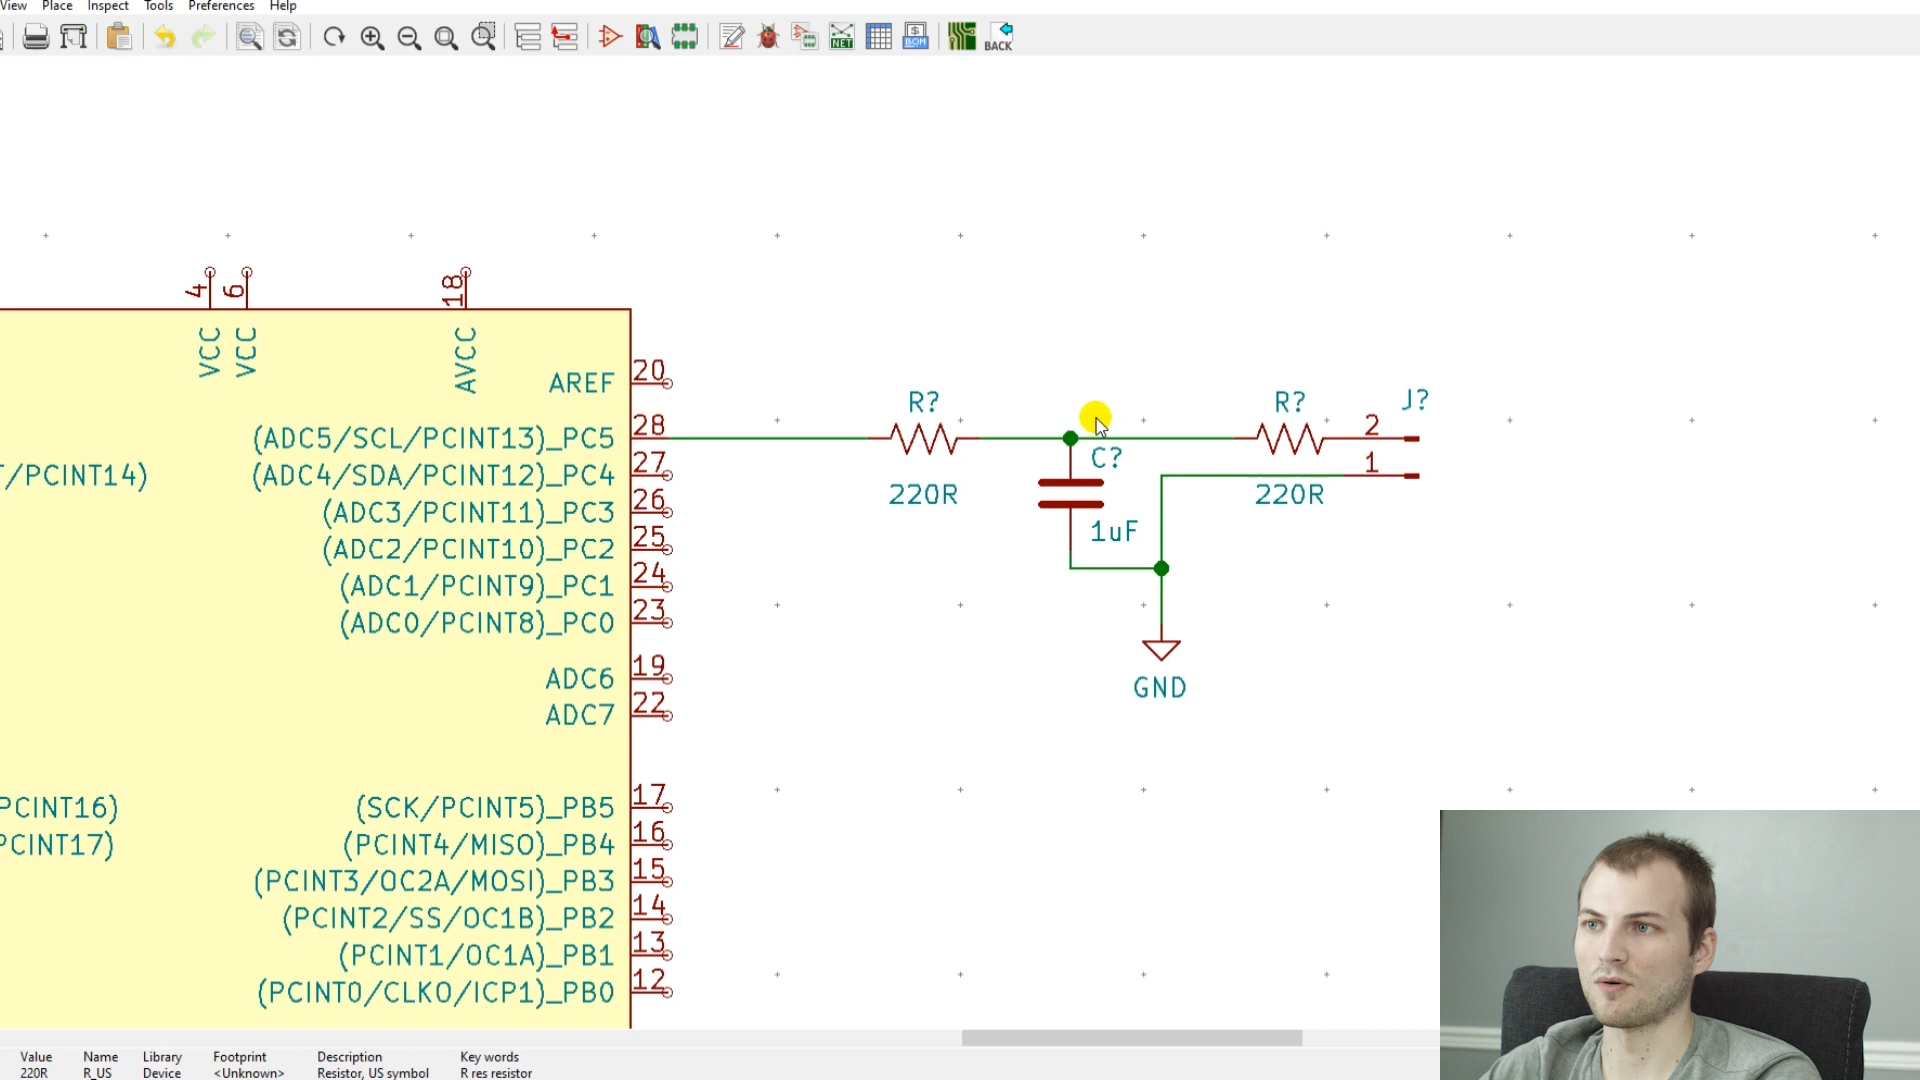 View Place Inspect Tools Preferences Help
NET
$
BOM
BACK
4
6
18
VCC
VCC
AVCC
AREF 20
(ADC5/SCL/PCINT13)_PC5 28
T/PCINT14) (ADC4/SDA/PCINT12)_PC4 27
(ADC3/PCINT11)_PC3 26
(ADC2/PCINT10)_PC2 25
(ADC1/PCINT9)_PC1 24
(ADC0/PCINT8)_PC0 23
ADC6 19
ADC7 22
PCINT16) (SCK/PCINT5)_PB5 17
PCINT17) (PCINT4/MISO)_PB4 16
(PCINT3/OC2A/MOSI)_PB3 15
(PCINT2/SS/OC1B)_PB2 14
(PCINT1/OC1A)_PB1 13
(PCINT0/CLKO/ICP1)_PB0 12
R?
220R
C?
1uF
R?
220R
J?
2
1
GND
Value Name Library Footprint Description Key words
220R R_US Device <Unknown> Resistor, US symbol R res resistor